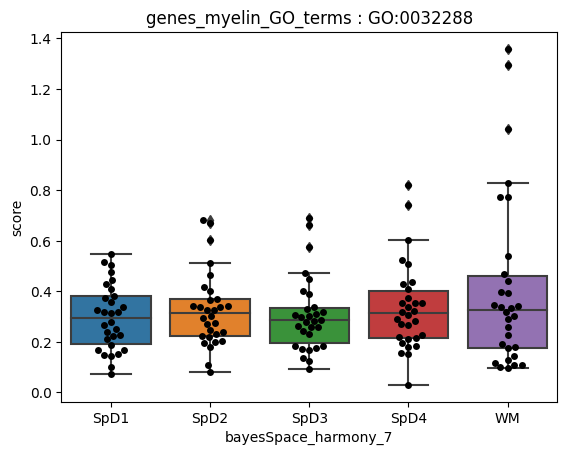 genes_myelin_GO_terms : GO:0032288
1.4
1.2
1.0
0.8
0.6
0.4
0.2
0.0
score
SpD1 SpD2 SpD3 SpD4 WM
bayesSpace_harmony_7